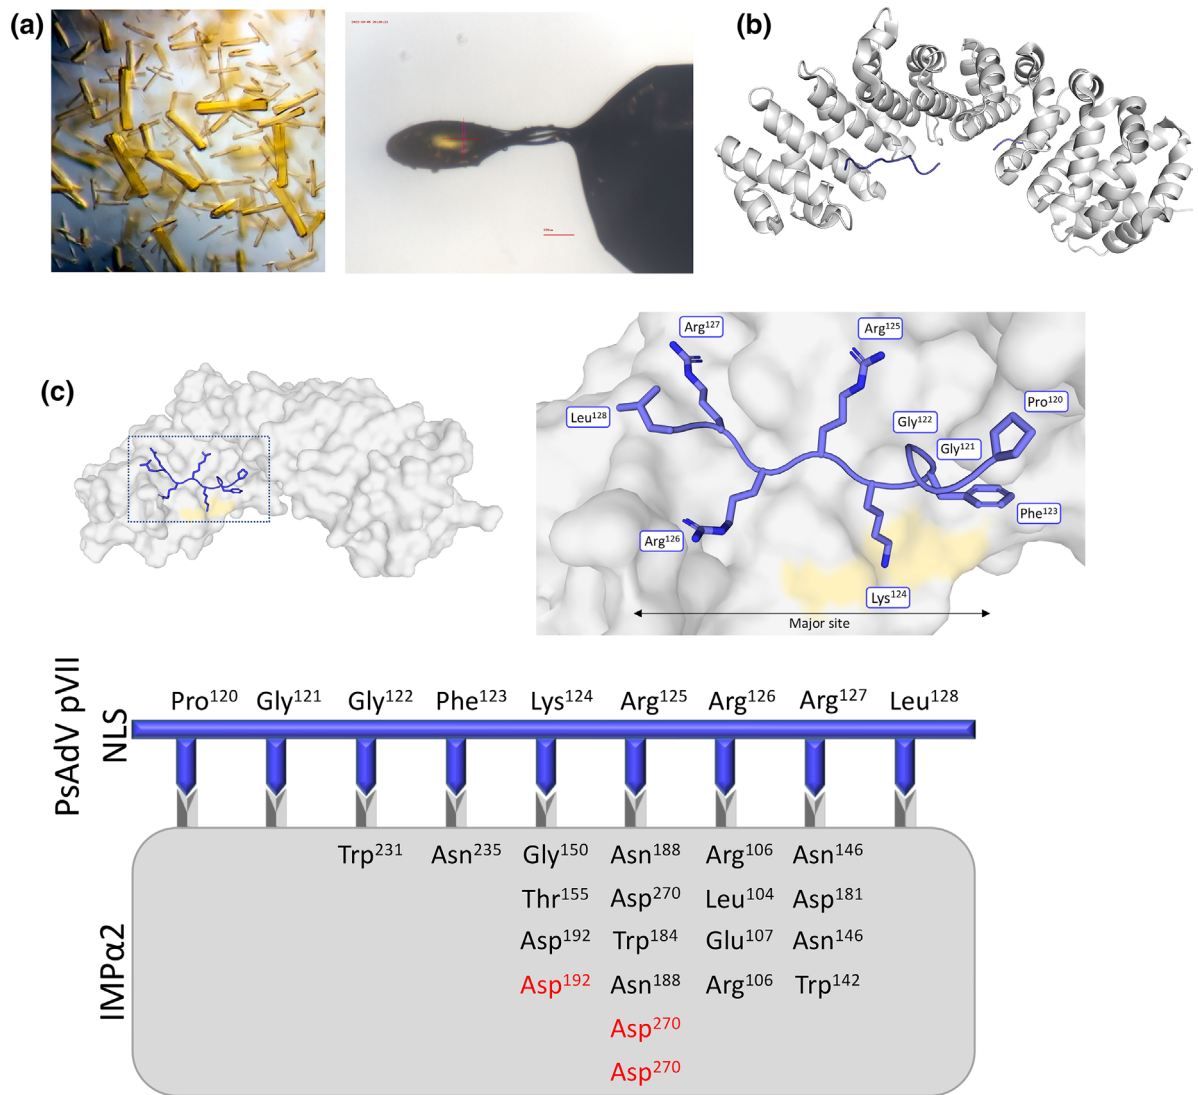 (a)
(b)
(c)
Arg127
Arg125
Leu128
Pro120
Gly122
Gly121
Phe123
Arg126
Lys124
Major site
PsAdV pVII
NLS
Pro120 Gly121 Gly122 Phe123 Lys124 Arg125 Arg126 Arg127 Leu128
IMPα2
Trp231 Asn235 Gly150 Asn188 Arg106 Asn146
Thr155 Asp270 Leu104 Asp181
Asp192 Trp184 Glu107 Asn146
Asp192 Asn188 Arg106 Trp142
Asp270
Asp270